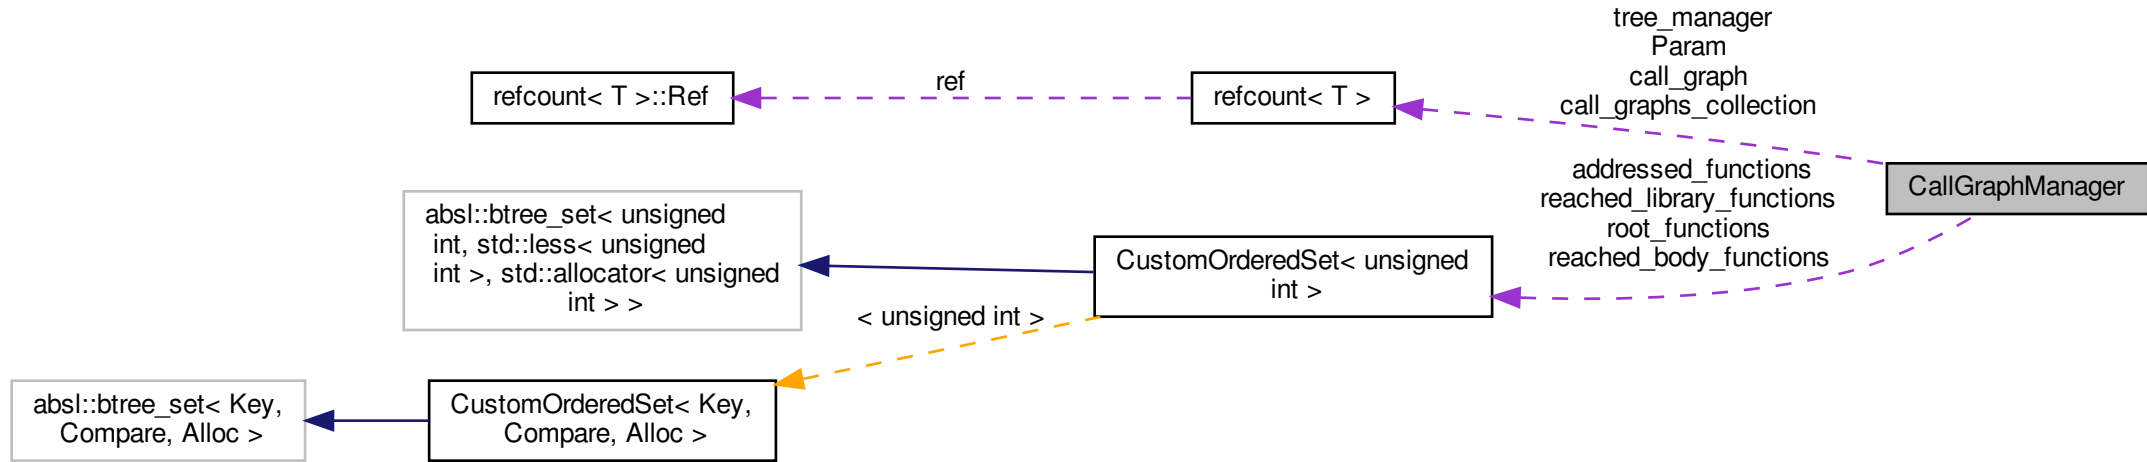 tree_manager
Param
call_graph
call_graphs_collection
refcount< T >::Ref
ref
refcount< T >
addressed_functions
reached_library_functions
root_functions
reached_body_functions
CallGraphManager
absl::btree_set< unsigned
int, std::less< unsigned
int >, std::allocator< unsigned
int > >
CustomOrderedSet< unsigned
int >
< unsigned int >
absl::btree_set< Key,
Compare, Alloc >
CustomOrderedSet< Key,
Compare, Alloc >